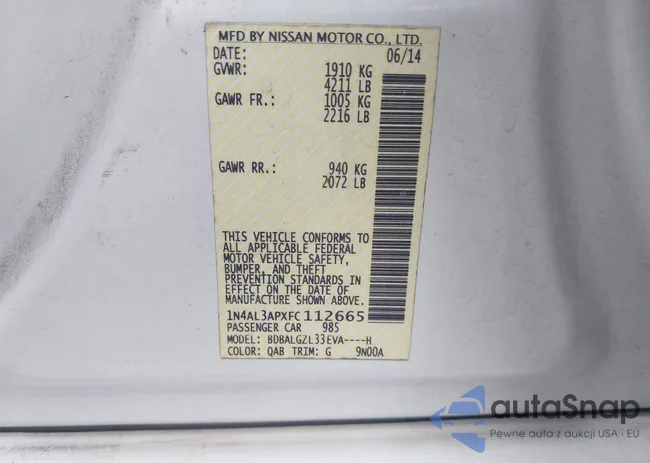 MFD BY NISSAN MOTOR CO., LTD.
DATE: 06/14
GVWR: 1910 KG
4211 LB
GAWR FR.: 1005 KG
2216 LB
GAWR RR.: 940 KG
2072 LB
THIS VEHICLE CONFORMS TO
ALL APPLICABLE FEDERAL
MOTOR VEHICLE SAFETY,
BUMPER, AND THEFT
PREVENTION STANDARDS IN
EFFECT ON THE DATE OF
MANUFACTURE SHOWN ABOVE.
1N4AL3APXFC112665
PASSENGER CAR 985
MODEL: BDBALGZL33EVA----H
COLOR: QAB TRIM: G 9N00A
autaSnap
Pewne auta z aukcji USA i EU